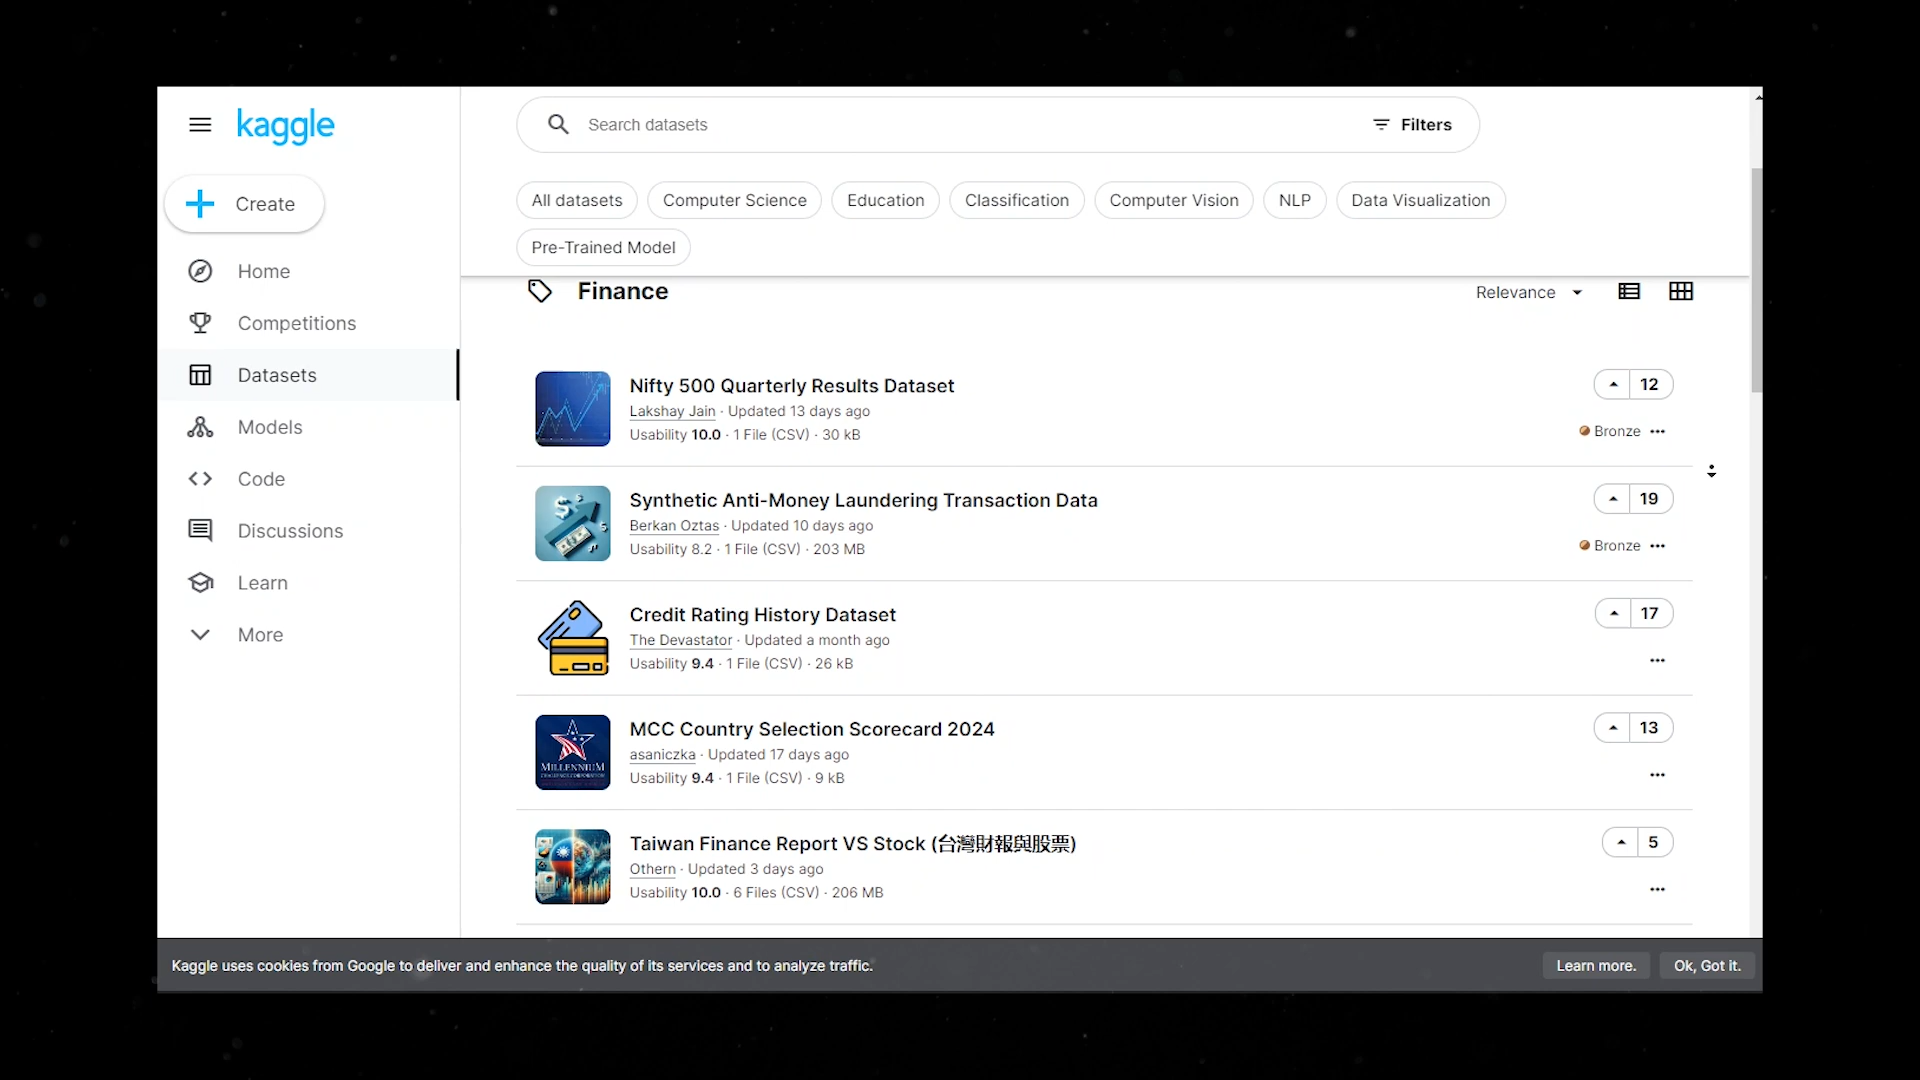 kaggle
Search datasets
Filters
Create
All datasets
Computer Science
Education
Classification
Computer Vision
NLP
Data Visualization
Pre-Trained Model
Home
Competitions
Datasets
Models
Code
Discussions
Learn
More
Finance
Relevance
Nifty 500 Quarterly Results Dataset
Lakshay Jain · Updated 13 days ago
Usability 10.0 · 1 File (CSV) · 30 kB
12
Bronze
Synthetic Anti-Money Laundering Transaction Data
Berkan Oztas · Updated 10 days ago
Usability 8.2 · 1 File (CSV) · 203 MB
19
Bronze
Credit Rating History Dataset
The Devastator · Updated a month ago
Usability 9.4 · 1 File (CSV) · 26 kB
17
MILLENNIUM
MCC Country Selection Scorecard 2024
asaniczka · Updated 17 days ago
Usability 9.4 · 1 File (CSV) · 9 kB
13
Taiwan Finance Report VS Stock (台灣財報與股票)
Othern · Updated 3 days ago
Usability 10.0 · 6 Files (CSV) · 206 MB
5
Kaggle uses cookies from Google to deliver and enhance the quality of its services and to analyze traffic.
Learn more.
Ok, Got it.